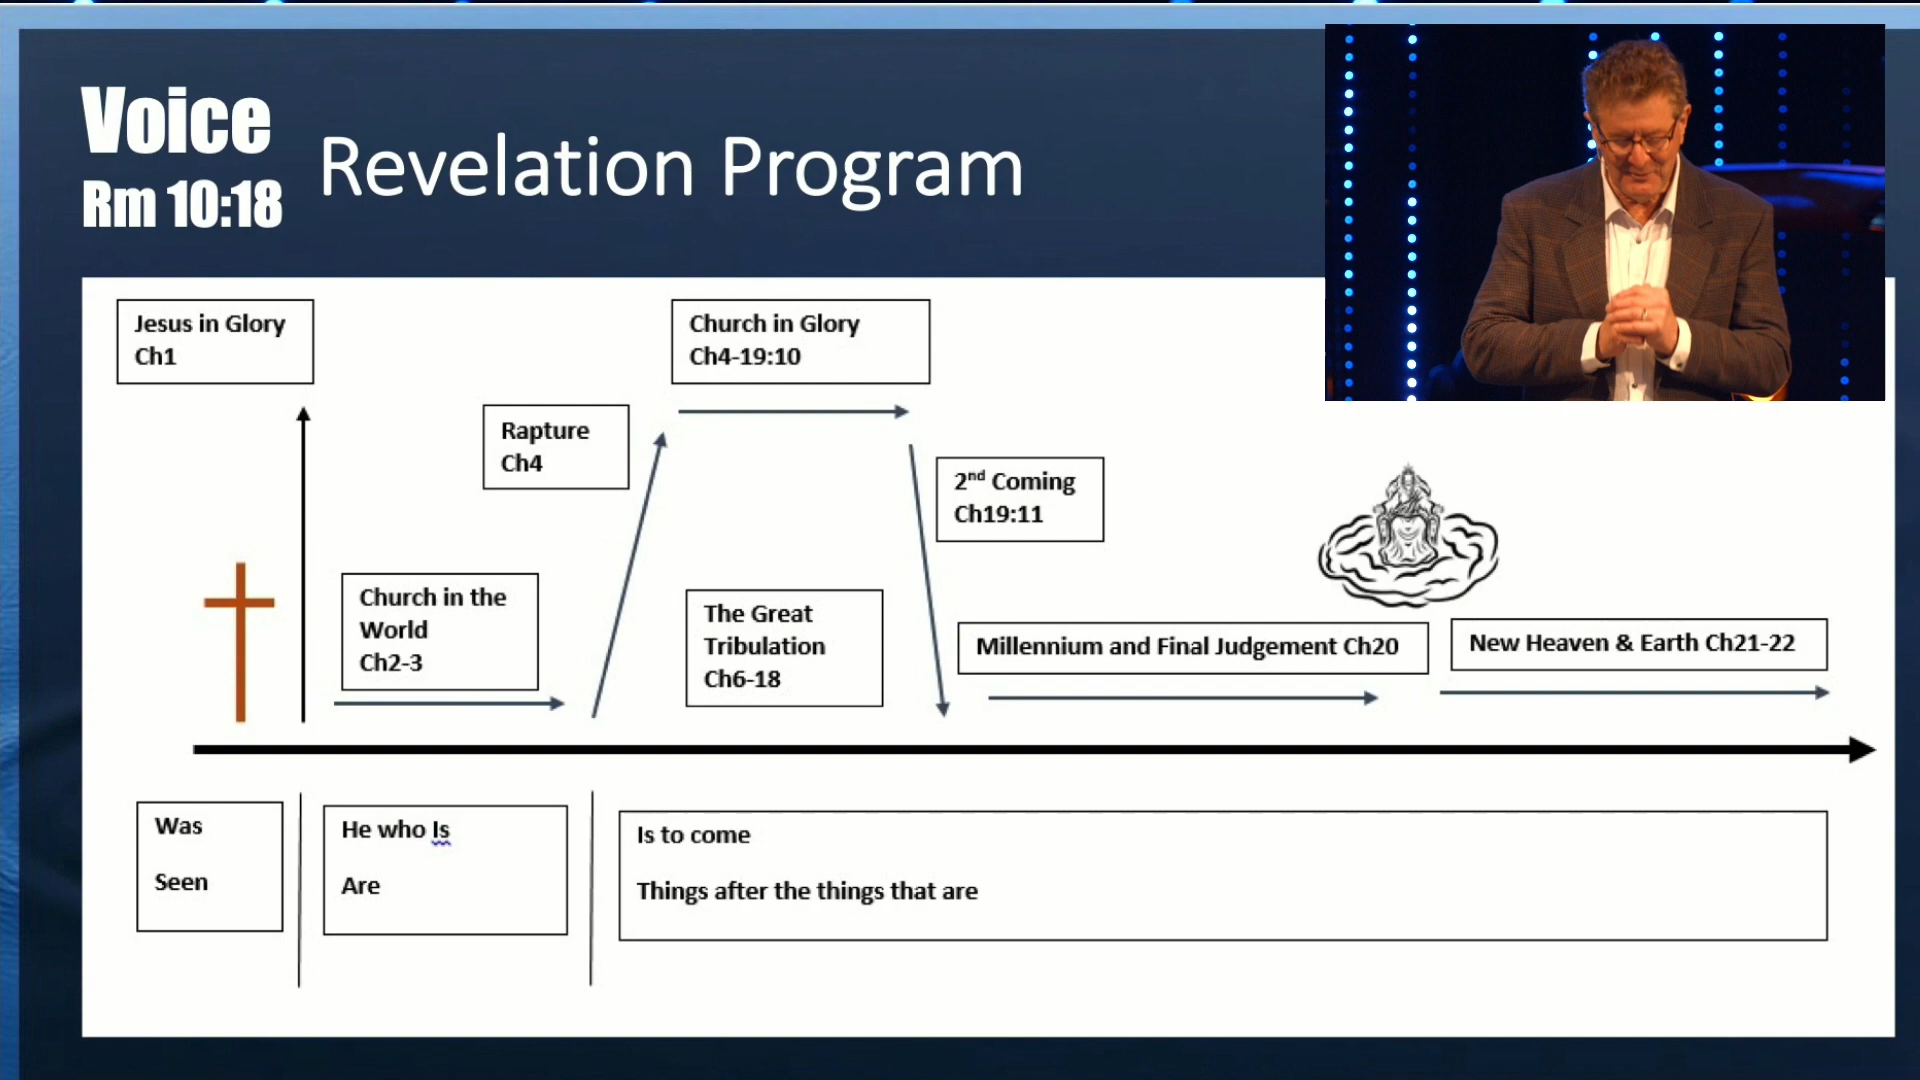 Voice
Rm 10:18
Revelation Program
Jesus in Glory
Ch1
Church in Glory
Ch4-19:10
Rapture
Ch4
2nd Coming
Ch19:11
Church in the
World
Ch2-3
The Great
Tribulation
Ch6-18
Millennium and Final Judgement Ch20
New Heaven & Earth Ch21-22
Was
Seen
He who Is
Are
Is to come
Things after the things that are